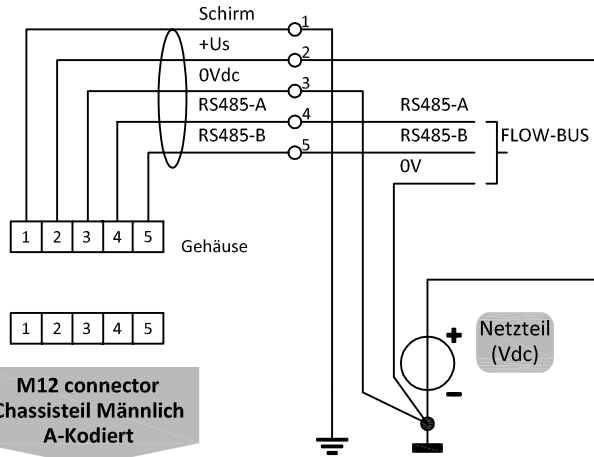 Schirm 1
+Us 2
0Vdc 3
RS485-A 4 RS485-A
RS485-B 5 RS485-B FLOW-BUS
0V
1 2 3 4 5 Gehäuse
1 2 3 4 5
+ Netzteil
(Vdc)
-
M12 connector
Chassisteil Männlich
A-Kodiert